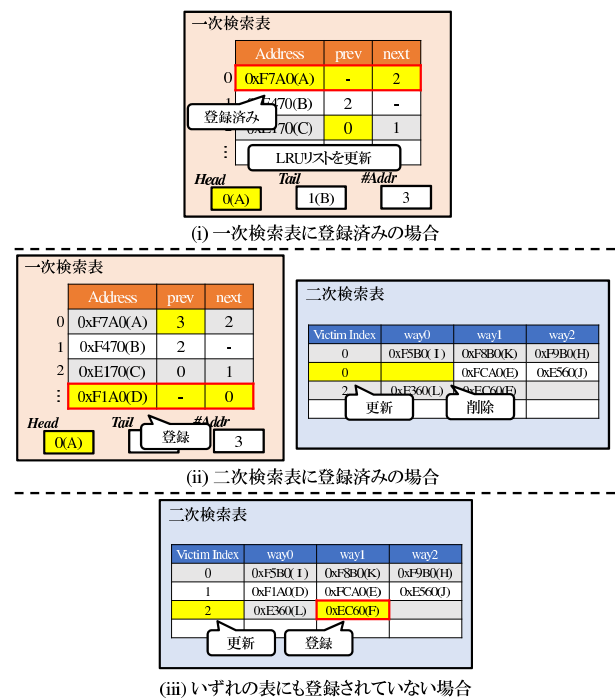 一次検索表
Address prev next
0 0xF7A0(A) - 2
1 F470(B) 2 -
登録済み
0xE170(C) 0 1
⋮
LRUリストを更新
Head Tail #Addr
0(A) 1(B) 3
(i) 一次検索表に登録済みの場合
一次検索表
Address prev next
0 0xF7A0(A) 3 2
1 0xF470(B) 2 -
2 0xE170(C) 0 1
⋮ 0xF1A0(D) - 0
Head Tail #Addr
登録
0(A) 3
二次検索表
Victim Index way0 way1 way2
0 0xF5B0( I ) 0xF8B0(K) 0xF9B0(H)
0 0xFCA0(E) 0xE560(J)
2 0xE360(L) 0xEC60(F)
更新 削除
(ii) 二次検索表に登録済みの場合
二次検索表
Victim Index way0 way1 way2
0 0xF5B0( I ) 0xF8B0(K) 0xF9B0(H)
1 0xF1A0(D) 0xFCA0(E) 0xE560(J)
2 0xE360(L) 0xEC60(F)
更新 登録
(iii) いずれの表にも登録されていない場合